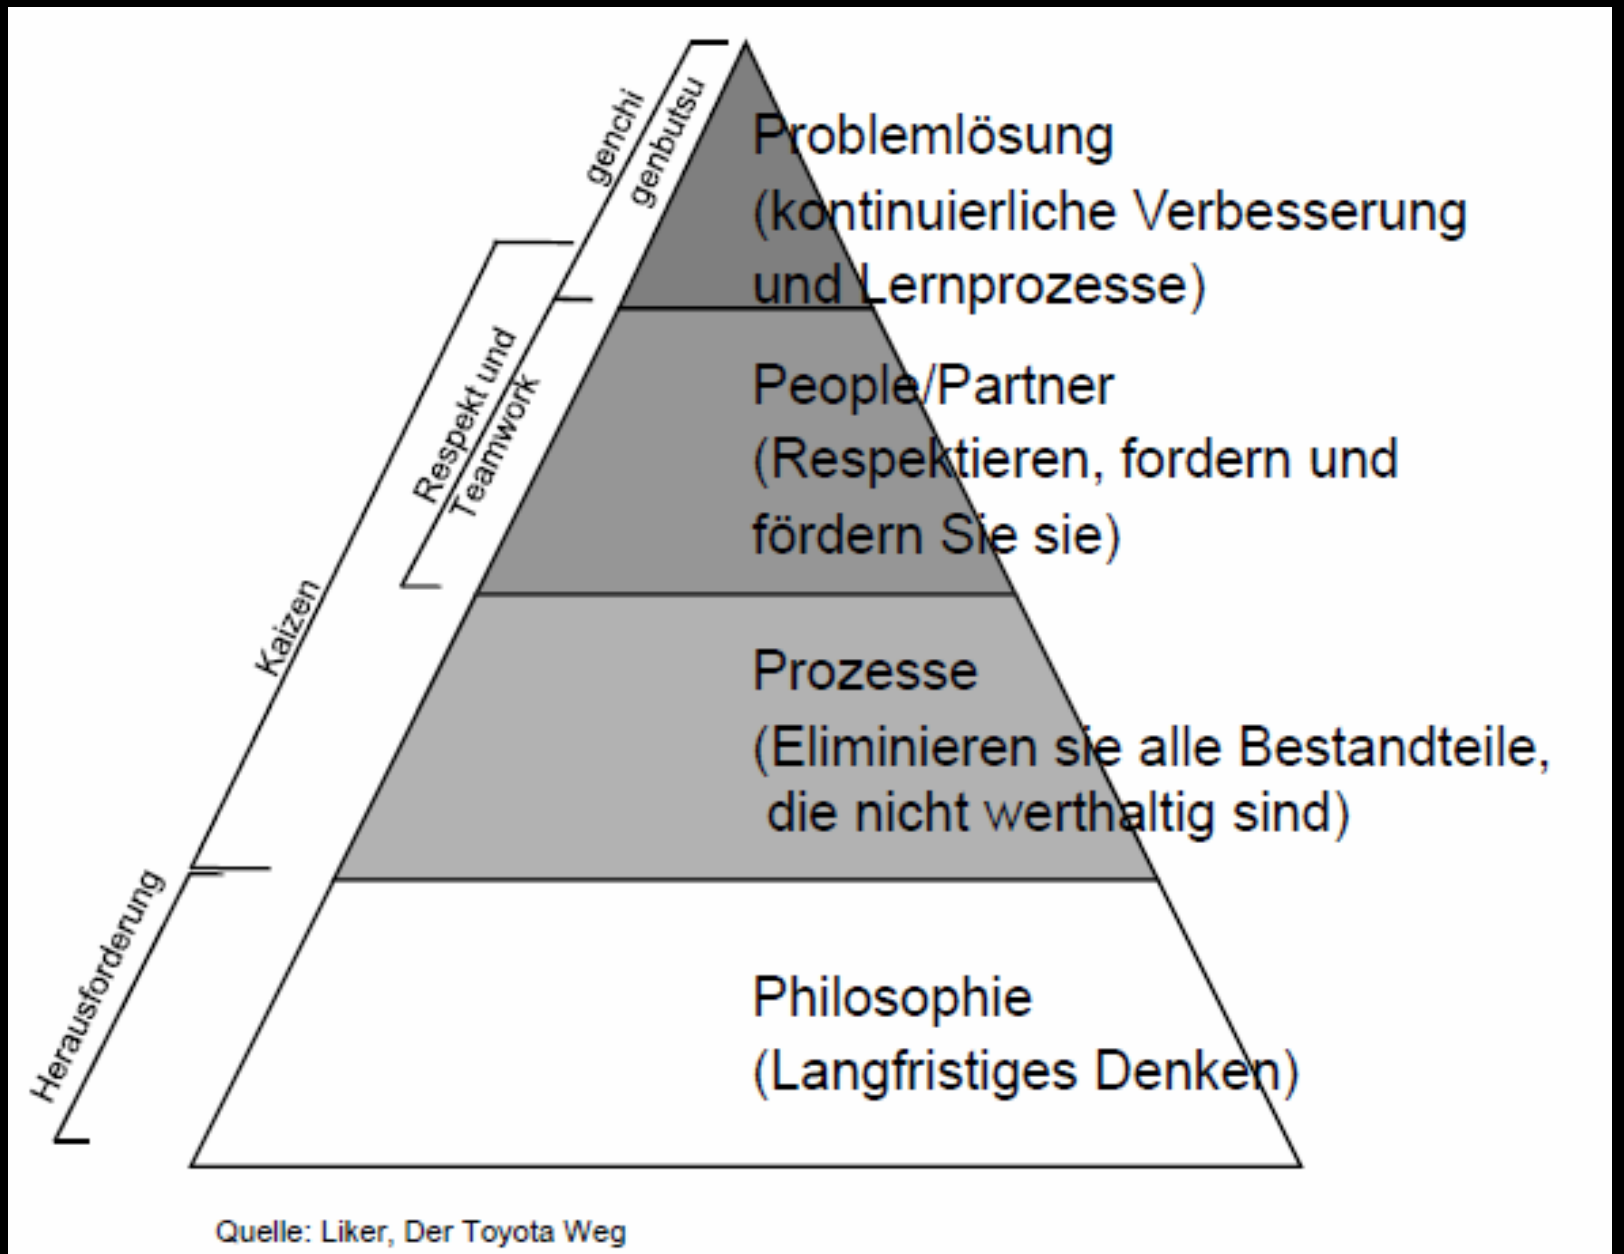 genchi
genbutsu
Problemlösung
(kontinuierliche Verbesserung
und Lernprozesse)
Respekt und
Teamwork
People/Partner
(Respektieren, fordern und
fördern Sie sie)
Kaizen
Prozesse
(Eliminieren sie alle Bestandteile,
die nicht werthaltig sind)
Herausforderung
Philosophie
(Langfristiges Denken)
Quelle: Liker, Der Toyota Weg